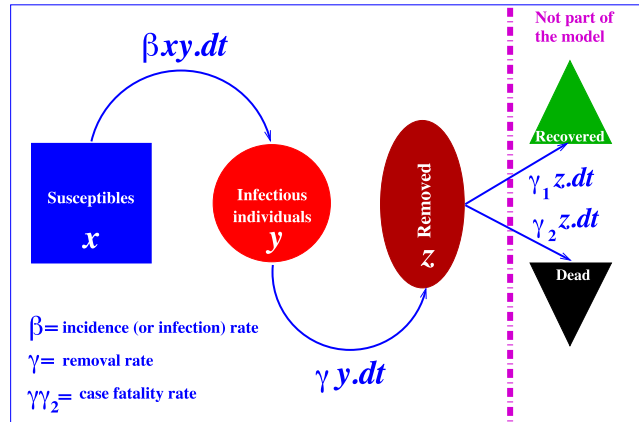 βxy.dt
Not part of
the model
Susceptibles
x
Infectious
individuals
y
Removed
z
Recovered
γ₁z.dt
γ₂z.dt
Dead
β= incidence (or infection) rate
γ= removal rate
γγ₂= case fatality rate
γy.dt